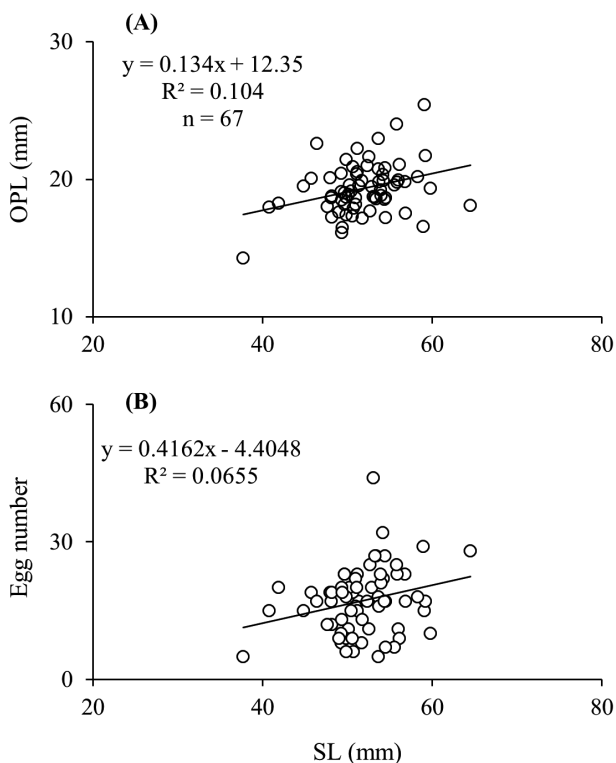 (A)
y = 0.134x + 12.35
R² = 0.104
n = 67
OPL (mm)
30
20
10
20 40 60 80
(B)
y = 0.4162x - 4.4048
R² = 0.0655
Egg number
60
30
0
20 40 60 80
SL (mm)